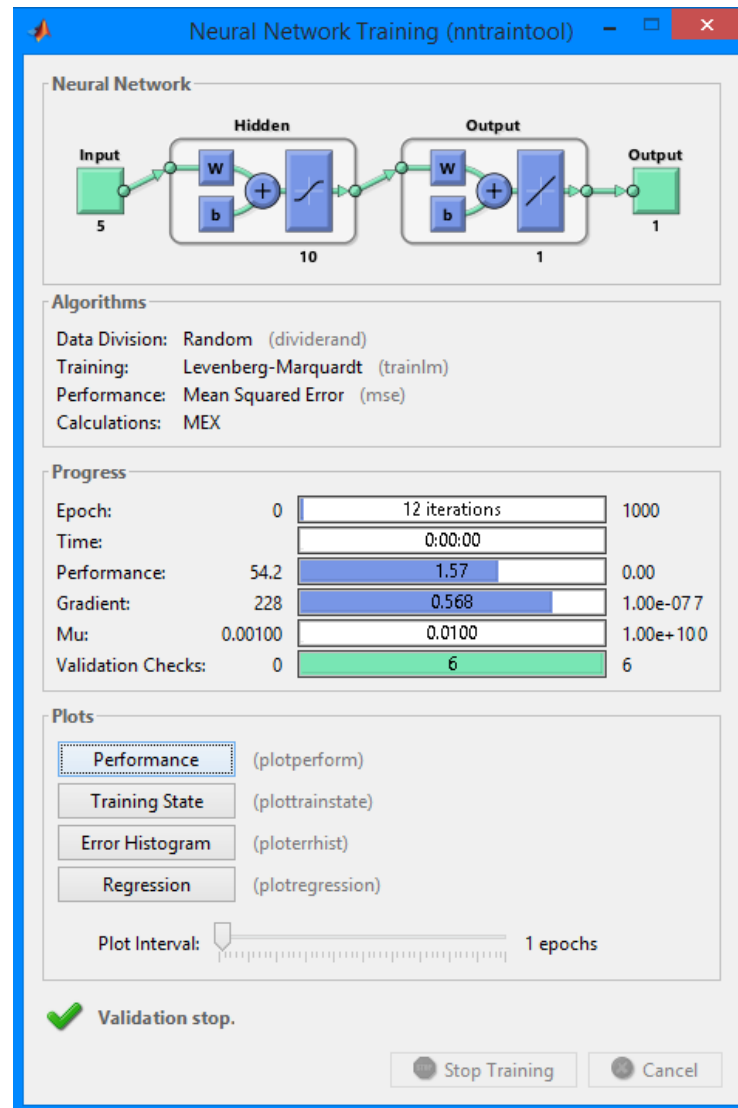 Neural Network Training (nntraintool)
Neural Network
Hidden
Output
Input
Output
W
W
b
b
5
10
1
1
Algorithms
Data Division: Random (dividerand)
Training: Levenberg-Marquardt (trainlm)
Performance: Mean Squared Error (mse)
Calculations: MEX
Progress
Epoch: 0 12 iterations 1000
Time: 0:00:00
Performance: 54.2 1.57 0.00
Gradient: 228 0.568 1.00e-077
Mu: 0.00100 0.0100 1.00e+100
Validation Checks: 0 6 6
Plots
Performance (plotperform)
Training State (plottrainstate)
Error Histogram (ploterrhist)
Regression (plotregression)
Plot Interval: 1 epochs
Validation stop.
Stop Training Cancel